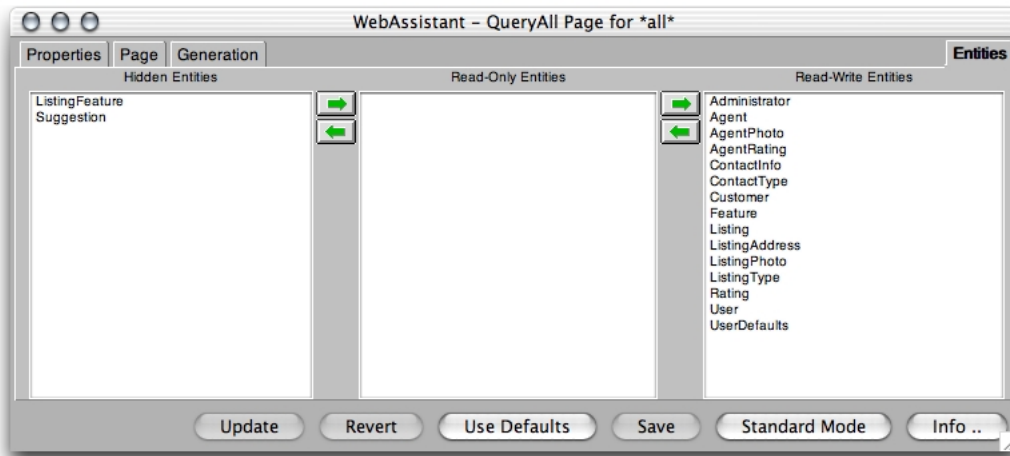 WebAssistant – QueryAll Page for *all*
Properties Page Generation Entities
Hidden Entities Read-Only Entities Read-Write Entities
ListingFeature
Suggestion
Administrator
Agent
AgentPhoto
AgentRating
ContactInfo
ContactType
Customer
Feature
Listing
ListingAddress
ListingPhoto
ListingType
Rating
User
UserDefaults
Update Revert Use Defaults Save Standard Mode Info ..